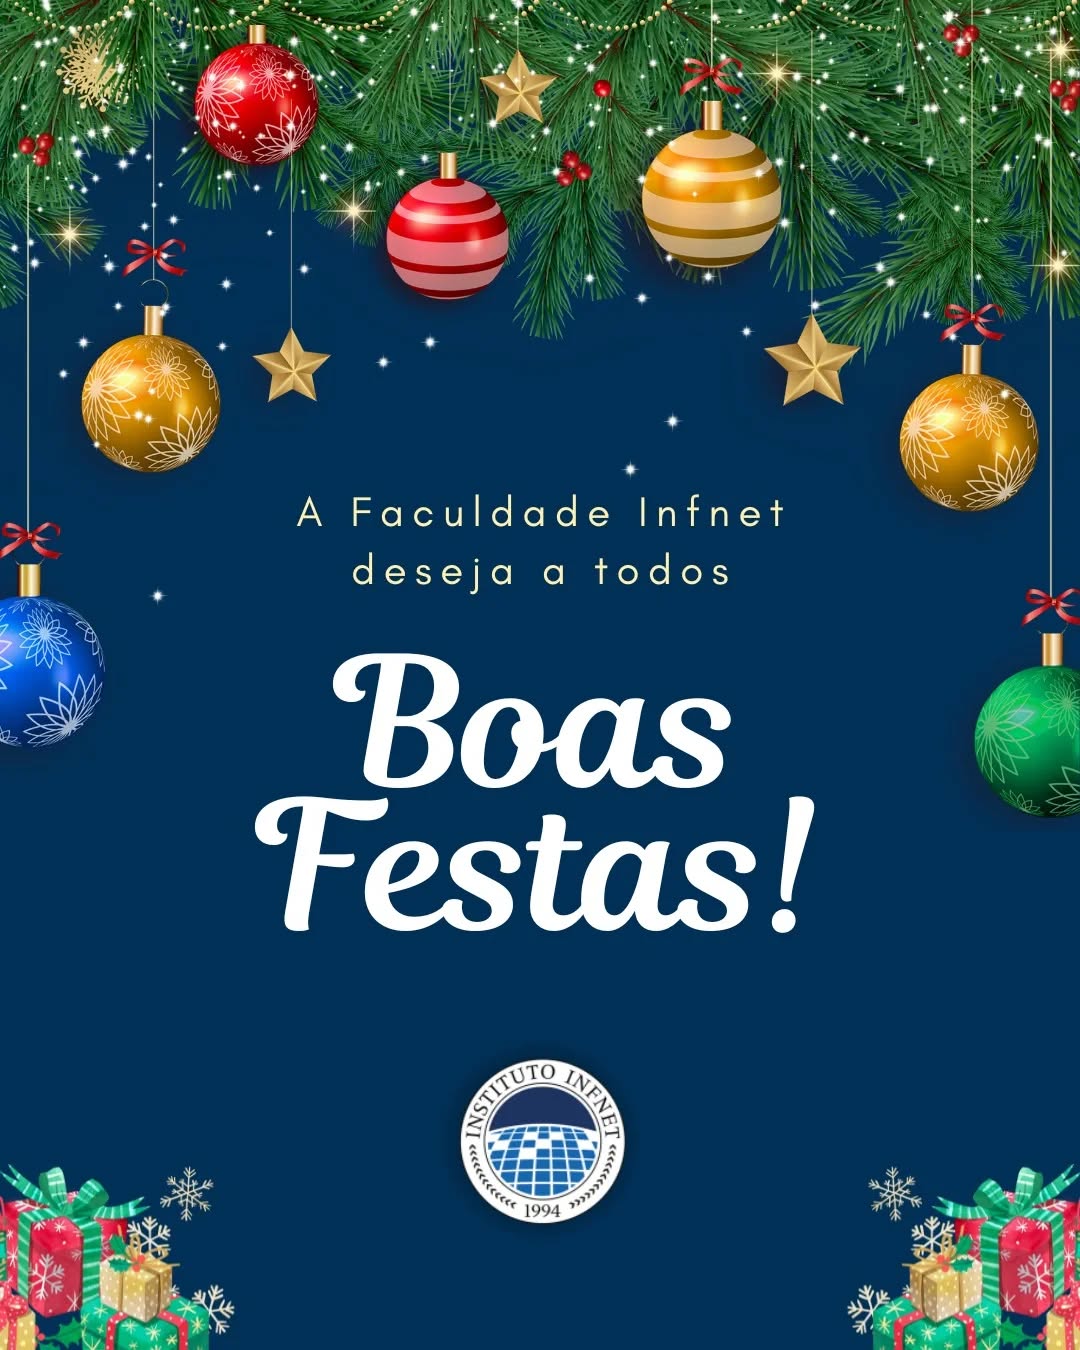 A Faculdade Infnet
deseja a todos
Boas
Festas!
INSTITUTO INFNET
1994